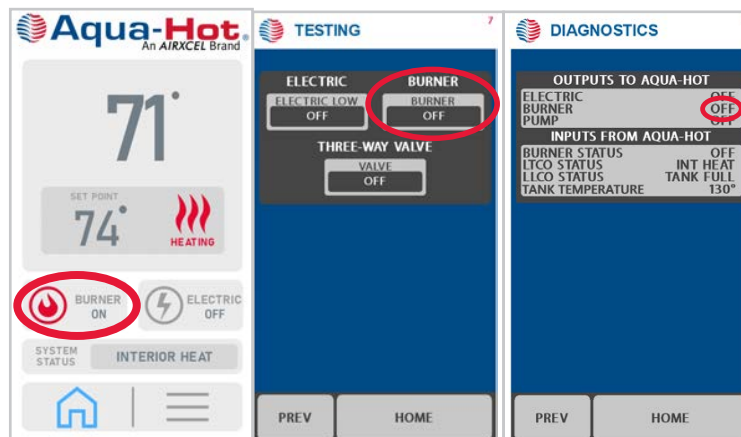 Aqua-Hot.
An AIRXCEL Brand
71°
SET POINT
74°
HEATING
BURNER
ON
ELECTRIC
OFF
SYSTEM
STATUS
INTERIOR HEAT
TESTING
7
ELECTRIC
BURNER
ELECTRIC LOW
OFF
BURNER
OFF
THREE-WAY VALVE
VALVE
OFF
PREV
HOME
DIAGNOSTICS
OUTPUTS TO AQUA-HOT
ELECTRIC OFF
BURNER OFF
PUMP OFF
INPUTS FROM AQUA-HOT
BURNER STATUS OFF
LTCO STATUS INT HEAT
LLCO STATUS TANK FULL
TANK TEMPERATURE 130°
PREV
HOME